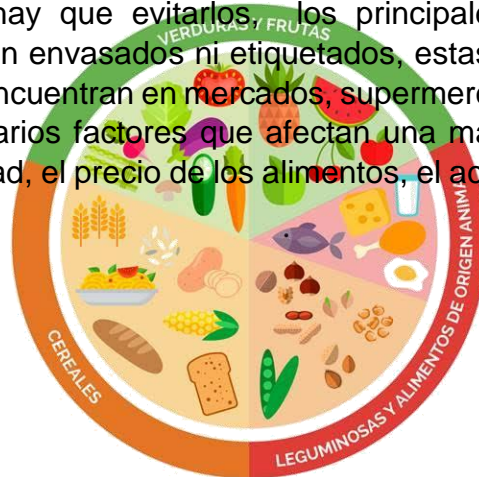 hay que evitarlos, los principale
VERDURAS Y FRUTAS
n envasados ni etiquetados, estas
ncuentran en mercados, supermer
arios factores que afectan una ma
ad, el precio de los alimentos, el ac
CEREALES
LEGUMINOSAS Y ALIMENTOS DE ORIGEN ANIMAL